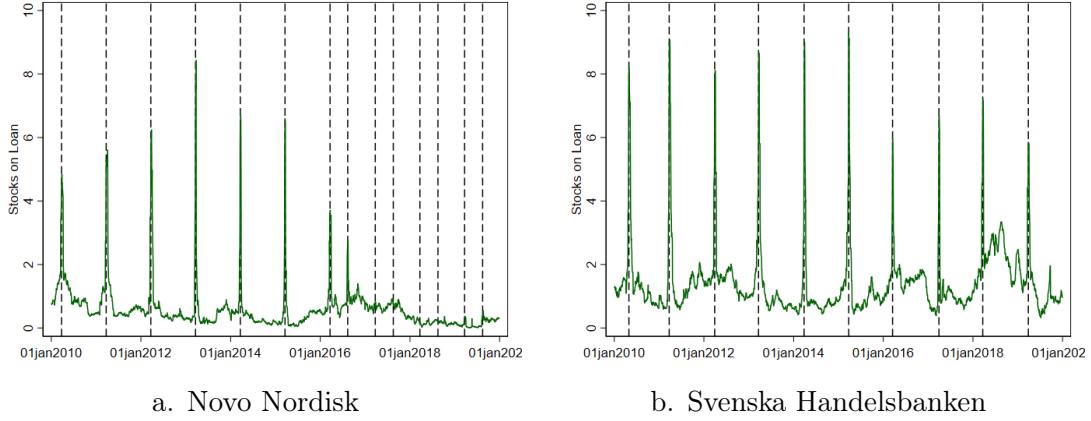 10
8
6
4
2
0
Stocks on Loan
01jan2010 01jan2012 01jan2014 01jan2016 01jan2018 01jan202
a. Novo Nordisk
10
8
6
4
2
0
Stocks on Loan
01jan2010 01jan2012 01jan2014 01jan2016 01jan2018 01jan202
b. Svenska Handelsbanken